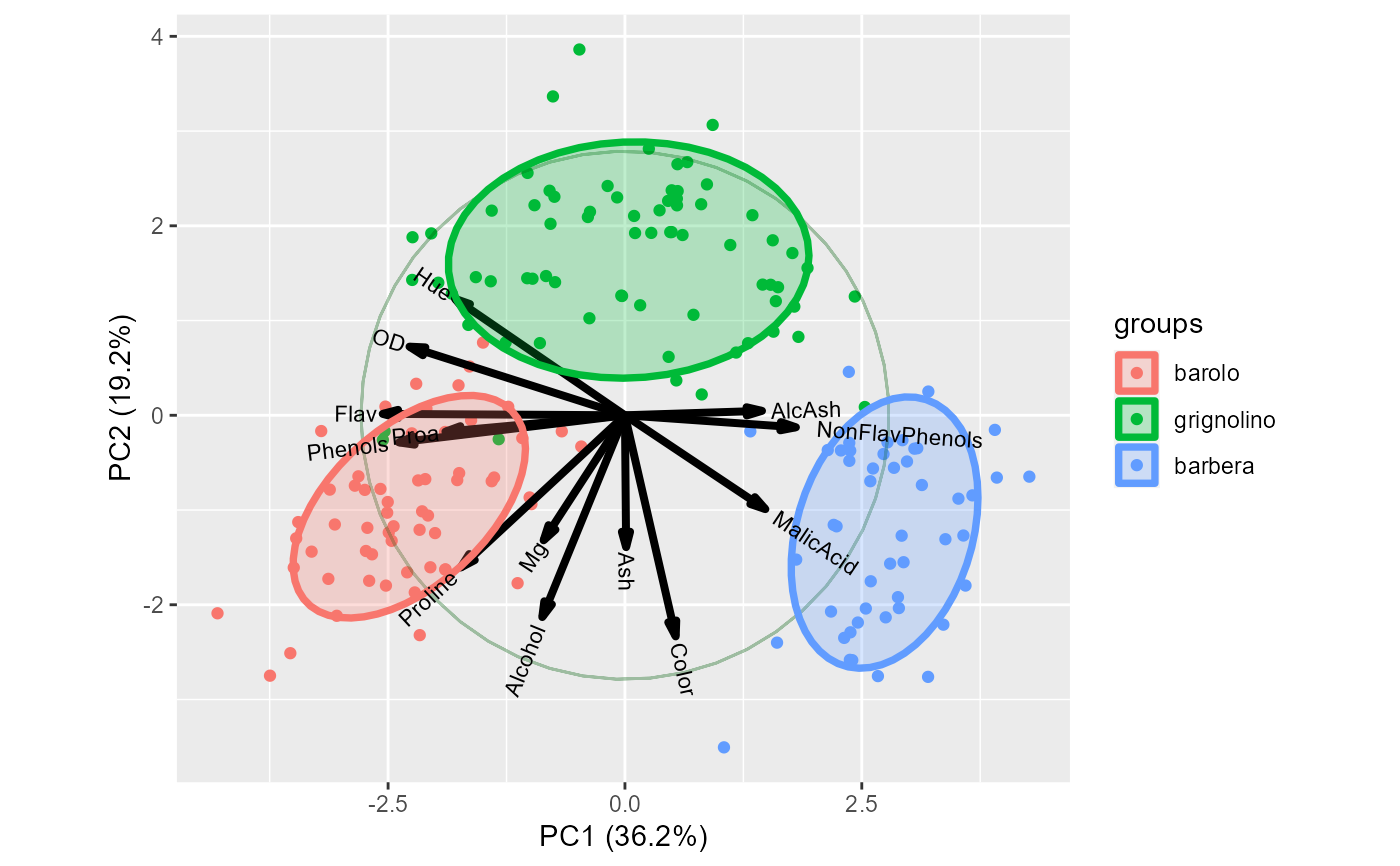 4
2
0
-2
PC2 (19.2%)
Hue
OD
Flav
Proa
Phenols
AlcAsh
NonFlavPhenols
MalicAcid
Mg
Ash
Proline
Alcohol
Color
-2.5
0.0
2.5
PC1 (36.2%)
groups
barolo
grignolino
barbera